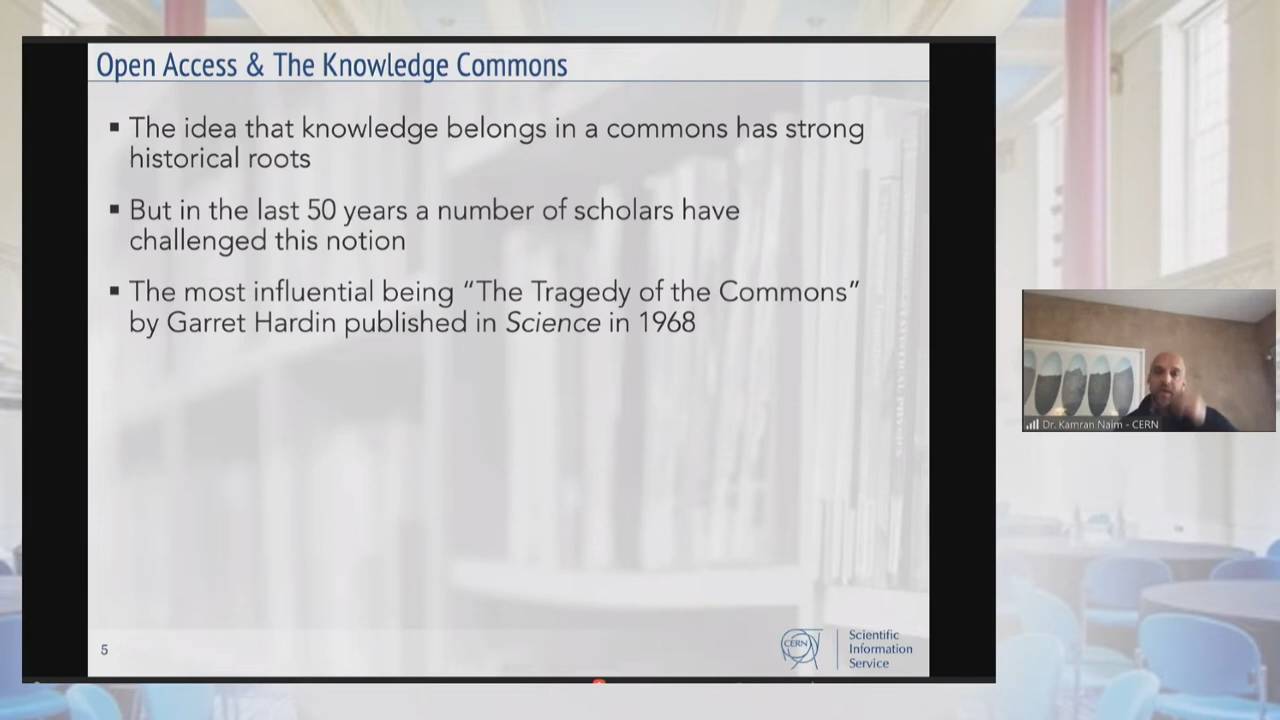 Open Access & The Knowledge Commons
▪ The idea that knowledge belongs in a commons has strong
historical roots
▪ But in the last 50 years a number of scholars have
challenged this notion
▪ The most influential being “The Tragedy of the Commons”
by Garret Hardin published in Science in 1968
5
CERN
Scientific
Information
Service
Dr. Kamran Naim - CERN